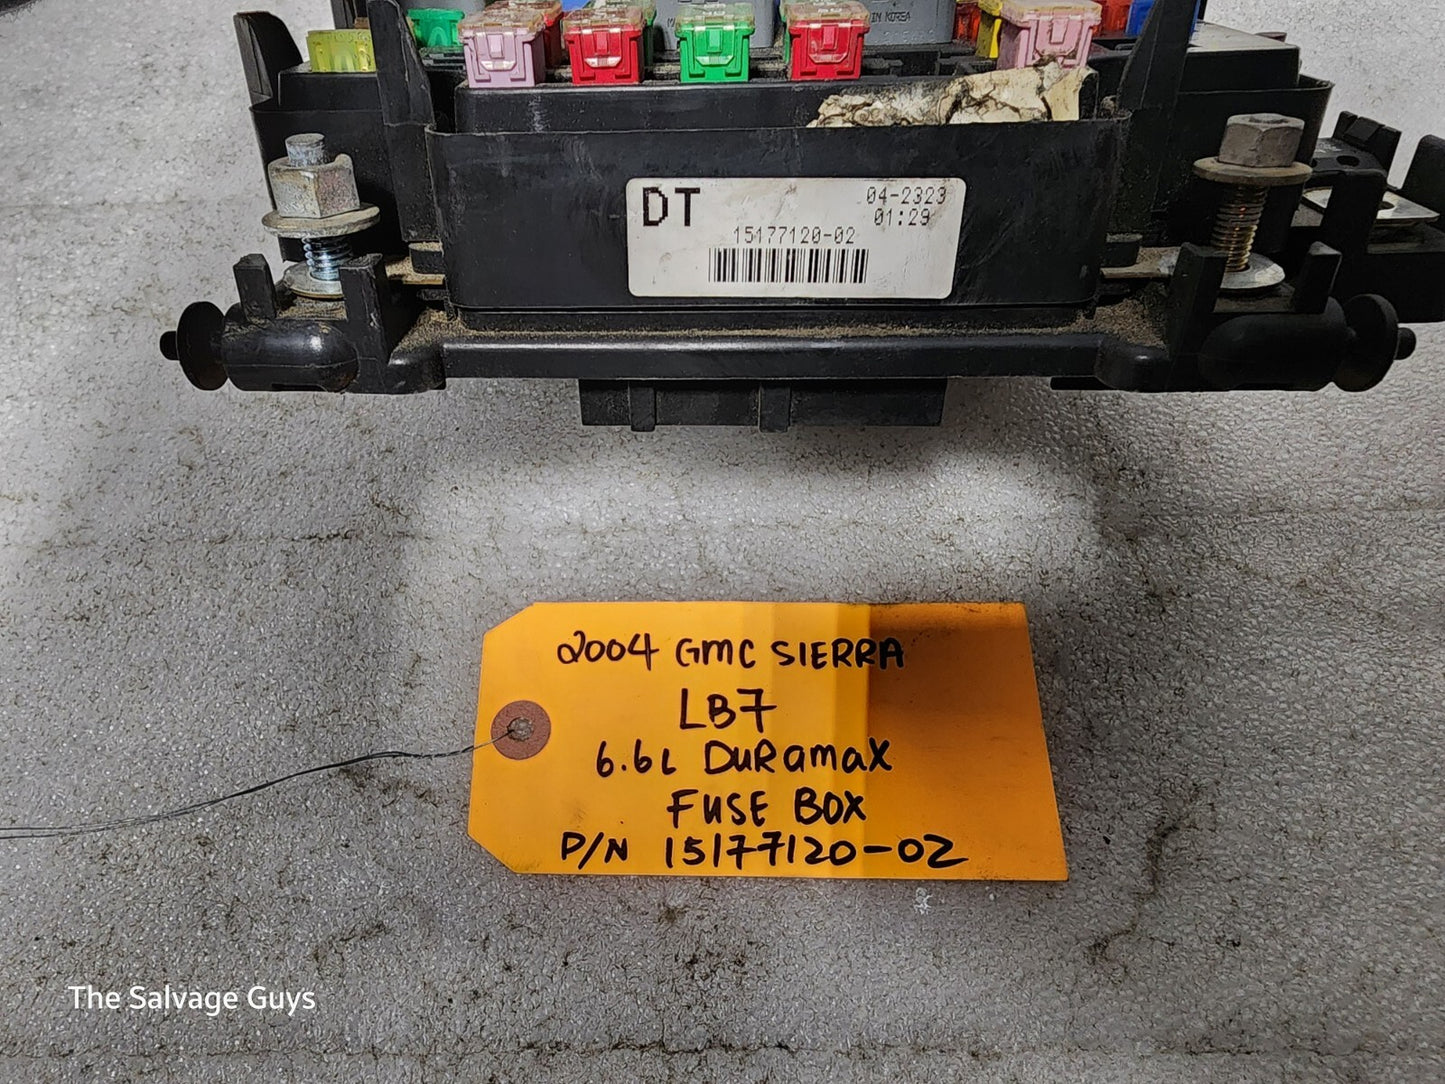 IN KOREA
DT
04-2323
01:29
15177120-02
2004 GMC SIERRA
LB7
6.6L DURAMAX
FUSE BOX
P/N 15177120-02
The Salvage Guys